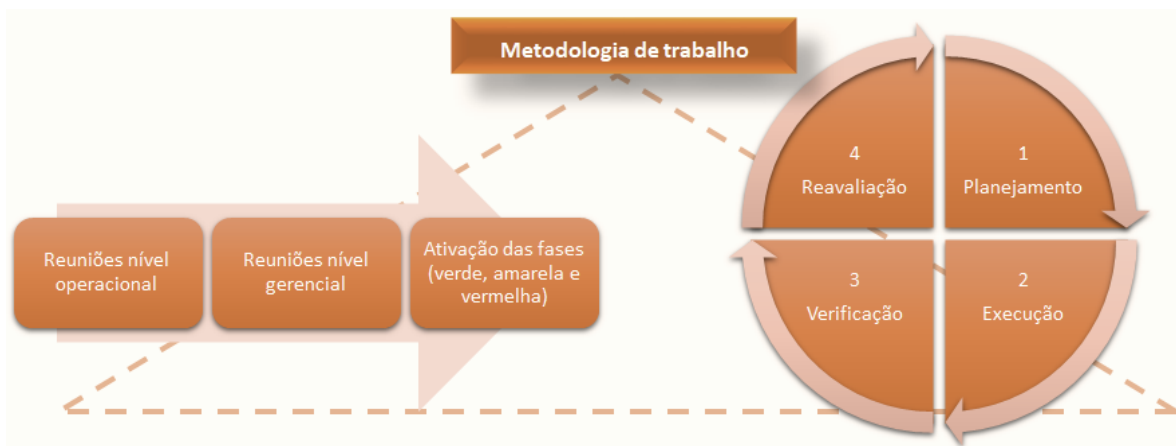 Metodologia de trabalho
Reuniões nível
operacional
Reuniões nível
gerencial
Ativação das fases
(verde, amarela e
vermelha)
4
Reavaliação
1
Planejamento
3
Verificação
2
Execução